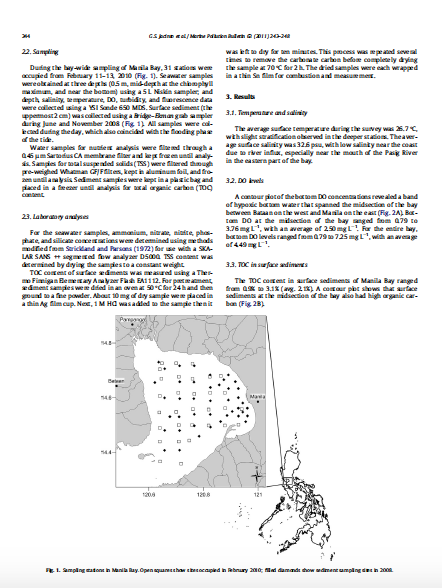 244
G.S. Jacinto et al. / Marine Pollution Bulletin 63 (2011) 243–248
2.2. Sampling
During the bay-wide sampling of Manila Bay, 31 stations were
occupied from February 11–13, 2010 (Fig. 1). Seawater samples
were obtained at three depths (0.5 m, mid-depth at the chlorophyll
maximum, and near the bottom) using a 5 L Niskin sampler; and
depth, salinity, temperature, DO, turbidity, and fluorescence data
were collected using a YSI Sonde 650 MDS. Surface sediment (the
uppermost 2 cm) was collected using a Bridge–Ekman grab sampler
during June and November 2008 (Fig. 1). All samples were col-
lected during the day, which also coincided with the flooding phase
of the tide.
Water samples for nutrient analysis were filtered through a
0.45 μm Sartorius CA membrane filter and kept frozen until analy-
sis. Samples for total suspended solids (TSS) were filtered through
pre-weighed Whatman GF/F filters, kept in aluminum foil, and fro-
zen until analysis. Sediment samples were kept in a plastic bag and
placed in a freezer until analysis for total organic carbon (TOC)
content.
2.3. Laboratory analyses
For the seawater samples, ammonium, nitrate, nitrite, phos-
phate, and silicate concentrations were determined using methods
modified from Strickland and Parsons (1972) for use with a SKA-
LAR SANS ++ segmented flow analyzer D5000. TSS content was
determined by drying the samples to a constant weight.
TOC content of surface sediments was measured using a Ther-
mo Finnigan Elementary Analyzer Flash EA1112. For pretreatment,
sediment samples were dried in an oven at 50 °C for 24 h and then
ground to a fine powder. About 10 mg of dry sample were placed in
a thin Ag film cup. Next, 1 M HCl was added to the sample then it
was left to dry for ten minutes. This process was repeated several
times to remove the carbonate carbon before completely drying
the sample at 70 °C for 2 h. The dried samples were each wrapped
in a thin Sn film for combustion and measurement.
3. Results
3.1. Temperature and salinity
The average surface temperature during the survey was 26.7 °C,
with slight stratification observed in the deeper stations. The aver-
age surface salinity was 32.6 psu, with low salinity near the coast
due to river influx, especially near the mouth of the Pasig River
in the eastern part of the bay.
3.2. DO levels
A contour plot of the bottom DO concentrations revealed a band
of hypoxic bottom water that spanned the midsection of the bay
between Bataan on the west and Manila on the east (Fig. 2A). Bot-
tom DO at the midsection of the bay ranged from 0.79 to
3.76 mg L⁻¹, with an average of 2.50 mg L⁻¹. For the entire bay,
bottom DO levels ranged from 0.79 to 7.25 mg L⁻¹, with an average
of 4.49 mg L⁻¹.
3.3. TOC in surface sediments
The TOC content in surface sediments of Manila Bay ranged
from 0.9% to 3.1% (avg. 2.1%). A contour plot shows that surface
sediments at the midsection of the bay also had high organic car-
bon (Fig. 2B).
Pampanga
14.8
Bataan
14.6
Manila
14.4
120.6
120.8
121
Fig. 1. Sampling stations in Manila Bay. Open squares show sites occupied in February 2010; filled diamonds show sediment sampling sites in 2008.